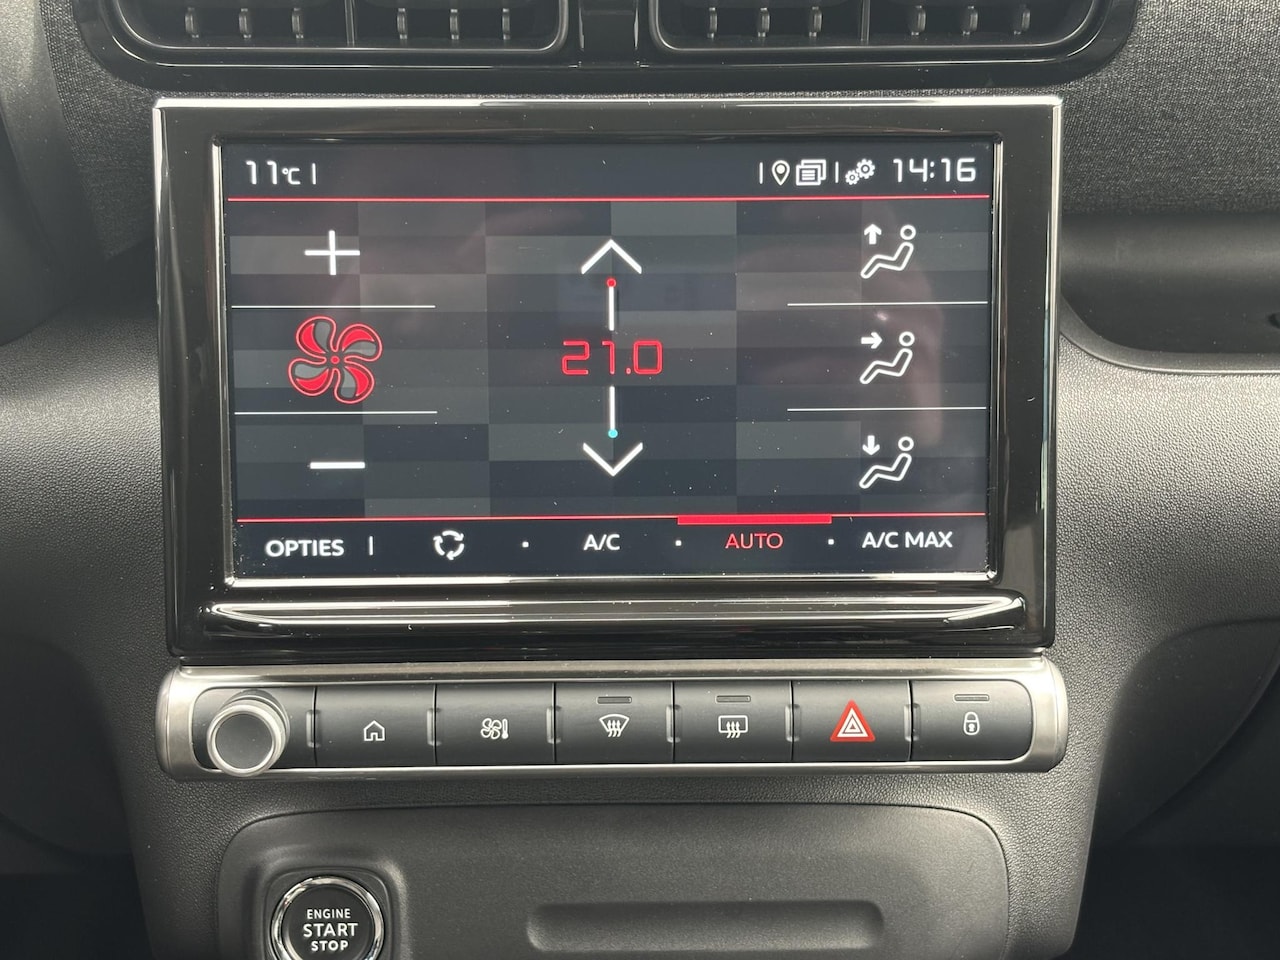 11°C 14:16
21.0
OPTIES A/C AUTO A/C MAX
ENGINE
START
STOP